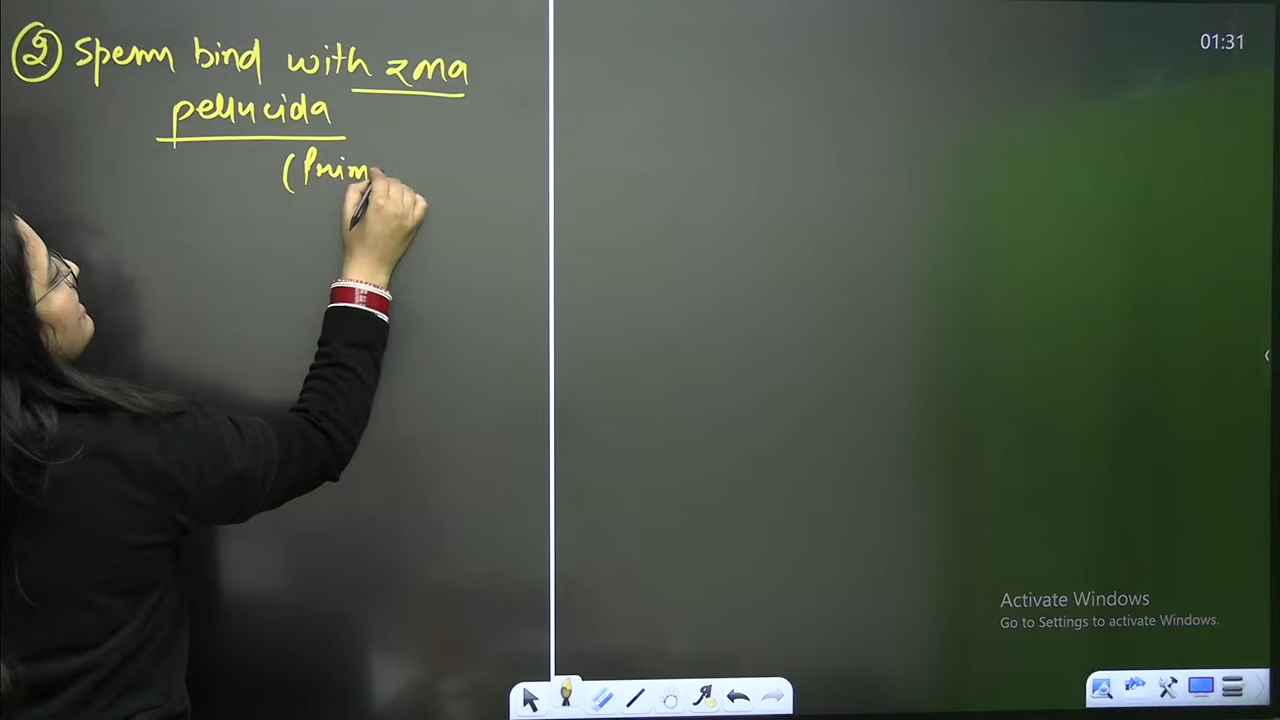 ② Sperm bind with zona
pellucida
(Prim
01:31
Activate Windows
Go to Settings to activate Windows.